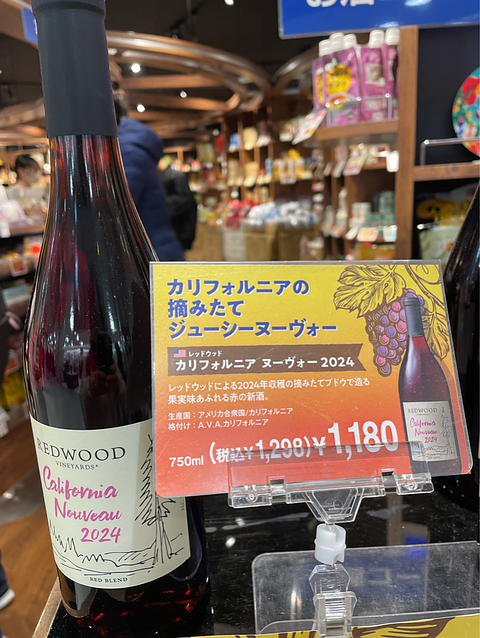 カリフォルニアの
摘みたて
ジューシーヌーヴォー
レッドウッド
カリフォルニア ヌーヴォー 2024
レッドウッドによる2024年収穫の摘みたてブドウで造る
果実味あふれる赤の新酒。
生産国：アメリカ合衆国/カリフォルニア
格付け：A.V.A.カリフォルニア
750ml (税込¥1,298)¥1,180
REDWOOD
VINEYARDS®
California
Nouveau
2024
RED BLEND
REDWOOD
California
Nouveau
2024